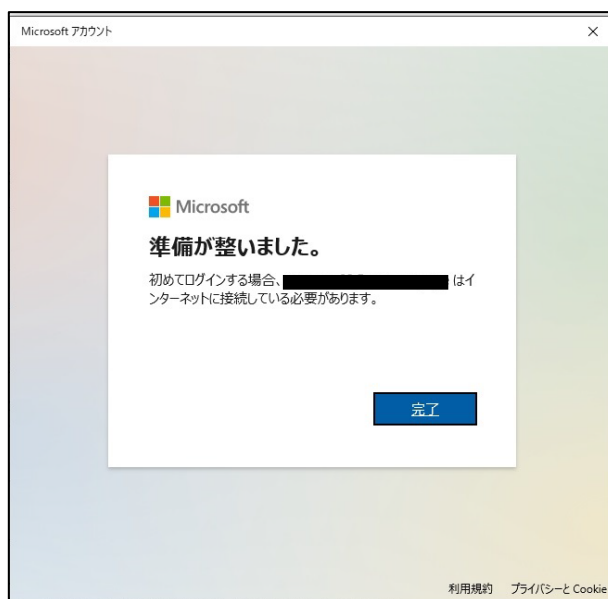 Microsoft アカウント
Microsoft
準備が整いました。
初めてログインする場合、 はイ
ンターネットに接続している必要があります。
完了
利用規約 プライバシーと Cookie